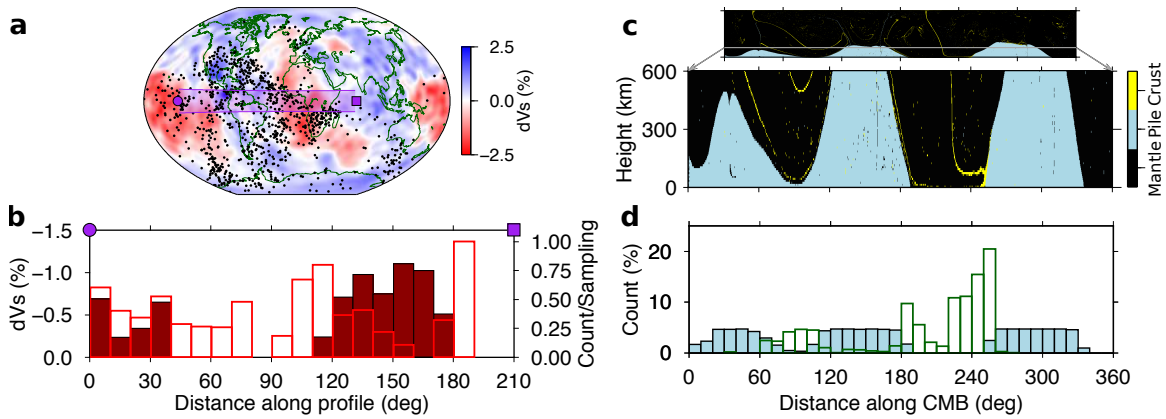 a
2.5
0.0
−2.5
dVs (%)
b
−1.5
−1.0
−0.5
0.0
dVs (%)
1.00
0.75
0.50
0.25
0.00
Count/Sampling
0 30 60 90 120 150 180 210
Distance along profile (deg)
c
600
300
0
Height (km)
Mantle Pile Crust
d
20
10
0
Count (%)
0 60 120 180 240 300 360
Distance along CMB (deg)